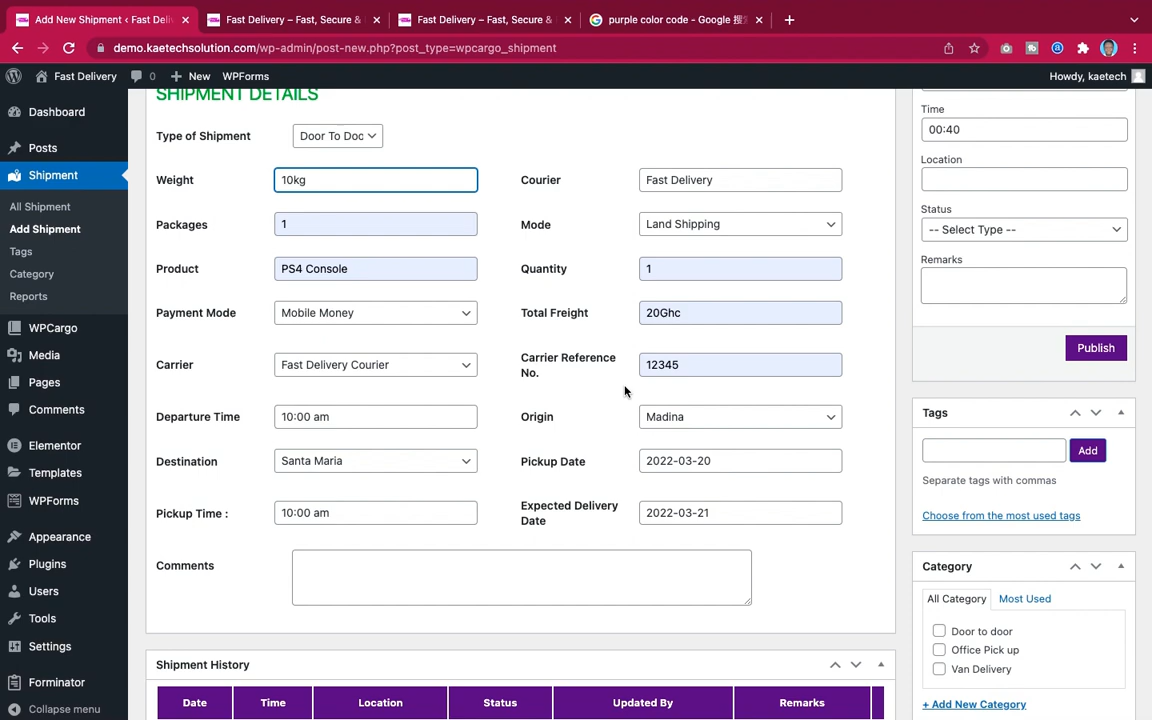 Add New Shipment ‹ Fast Deli
Fast Delivery – Fast, Secure &
Fast Delivery – Fast, Secure &
purple color code - Google 搜
demo.kaetechsolution.com/wp-admin/post-new.php?post_type=wpcargo_shipment
Fast Delivery
0
New
WPForms
Howdy, kaetech
Dashboard
Posts
Shipment
All Shipment
Add Shipment
Tags
Category
Reports
WPCargo
Media
Pages
Comments
Elementor
Templates
WPForms
Appearance
Plugins
Users
Tools
Settings
Forminator
Collapse menu
SHIPMENT DETAILS
Type of Shipment
Door To Doc
Weight
10kg
Courier
Fast Delivery
Packages
1
Mode
Land Shipping
Product
PS4 Console
Quantity
1
Payment Mode
Mobile Money
Total Freight
20Ghc
Carrier
Fast Delivery Courier
Carrier Reference
No.
12345
Departure Time
10:00 am
Origin
Madina
Destination
Santa Maria
Pickup Date
2022-03-20
Pickup Time :
10:00 am
Expected Delivery
Date
2022-03-21
Comments
Shipment History
Date
Time
Location
Status
Updated By
Remarks
Time
00:40
Location
Status
-- Select Type --
Remarks
Publish
Tags
Add
Separate tags with commas
Choose from the most used tags
Category
All Category
Most Used
Door to door
Office Pick up
Van Delivery
+ Add New Category